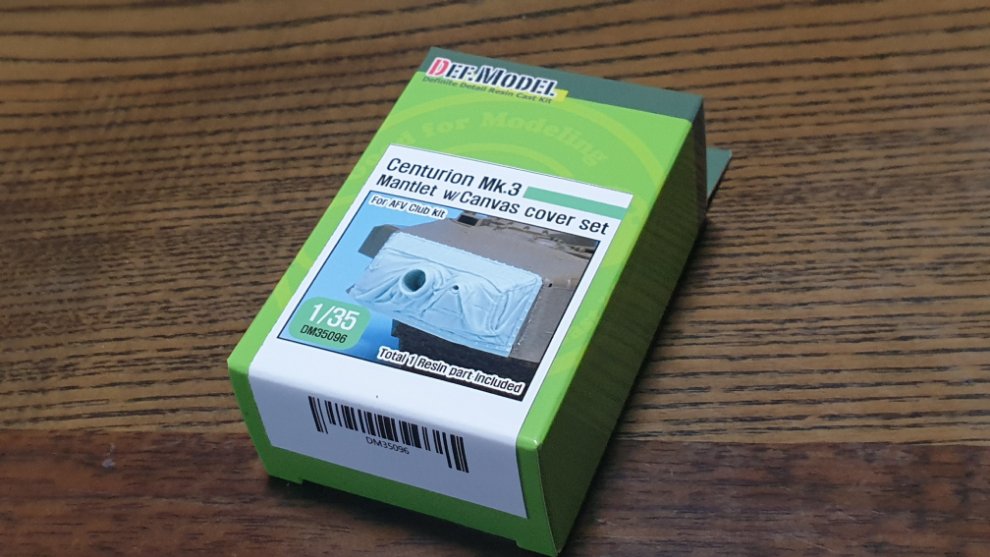 DEF.MODEL
Definite Detail Resin Cast Kit
for Modeling
Centurion Mk.3
Mantlet w/Canvas cover set
For AFV Club kit
1/35
DM35096
Total 1 Resin part included
DM35096